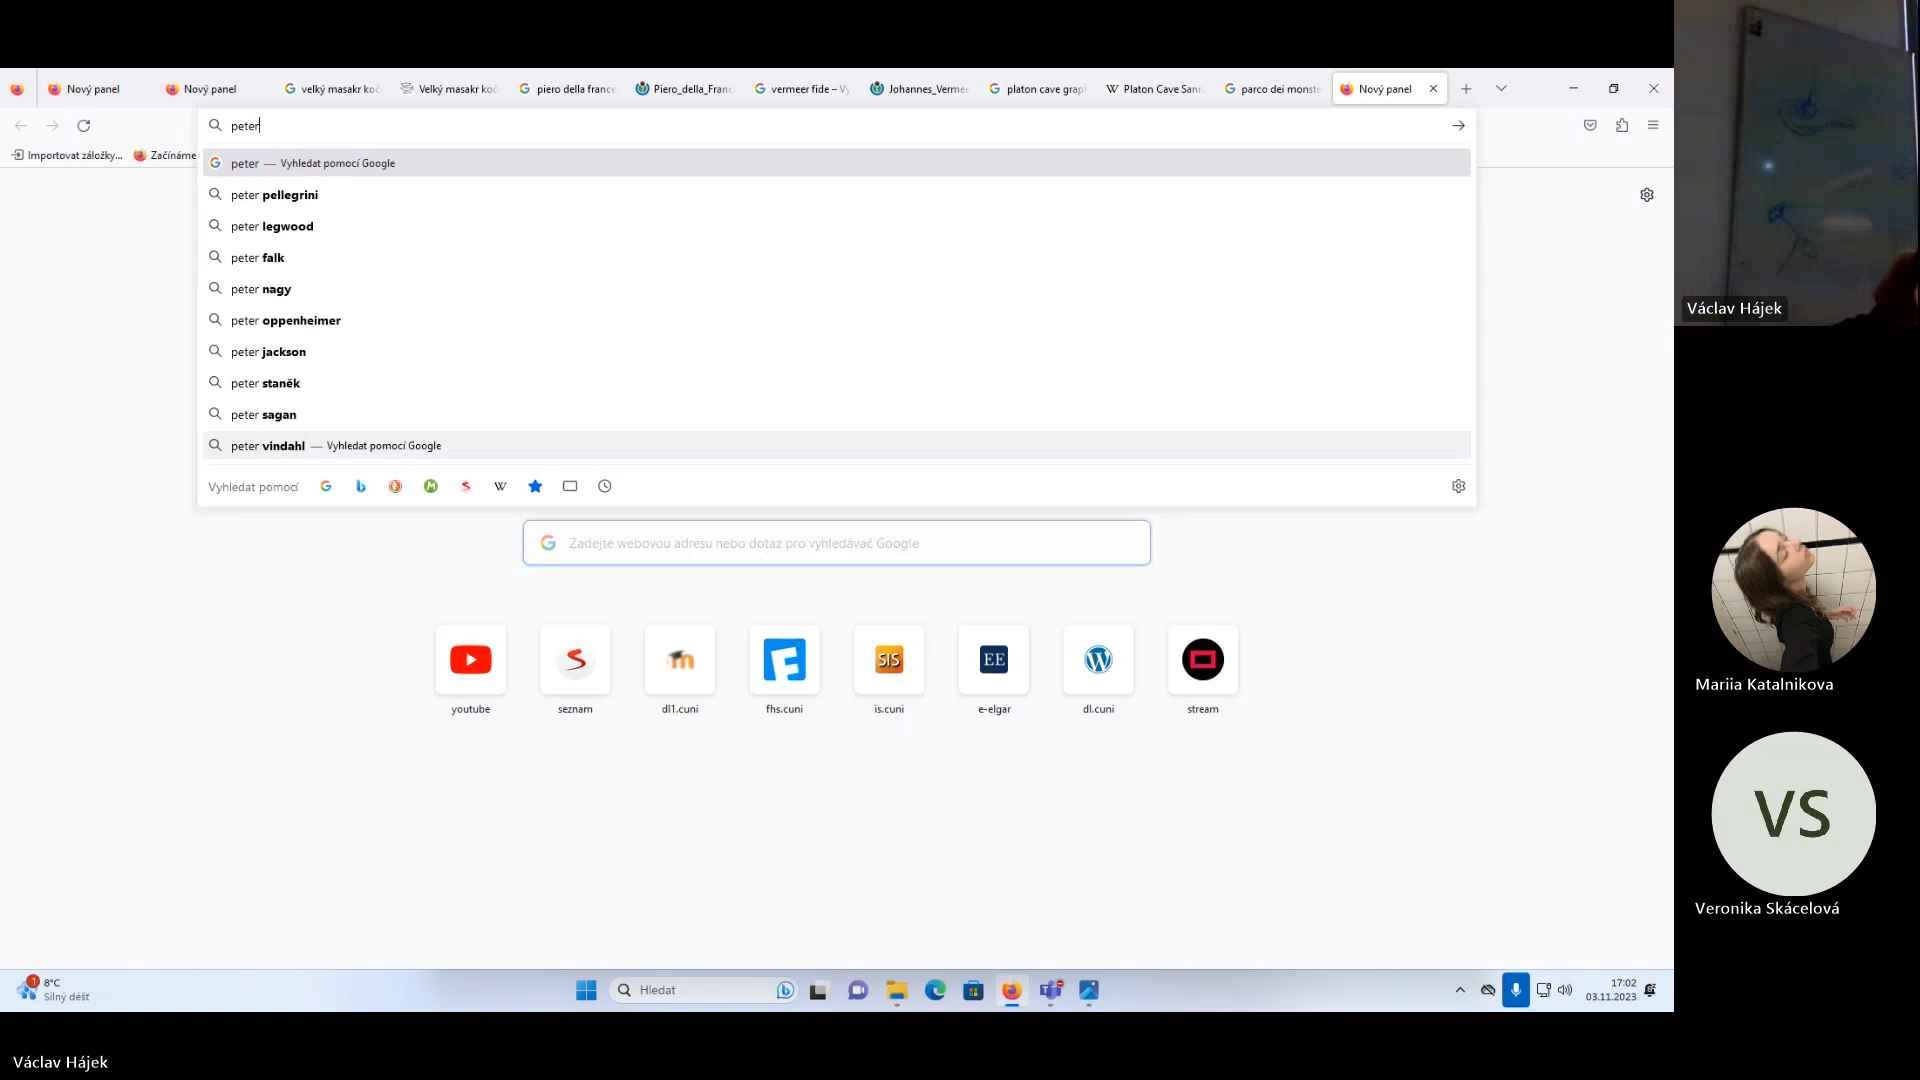 Nový panel
Nový panel
velký masakr koč
Velký masakr koč
piero della france
Piero_della_Franc
vermeer fide – Vy
Johannes_Verme
platon cave grap
Platon Cave Sanr
parco dei monst
Nový panel
peter
Importovat záložky...
Začínáme
peter — Vyhledat pomocí Google
peter pellegrini
peter legwood
peter falk
peter nagy
peter oppenheimer
peter jackson
peter staněk
peter sagan
peter vindahl — Vyhledat pomocí Google
Vyhledat pomocí
Zadejte webovou adresu nebo dotaz pro vyhledávač Google
SIS
EE
youtube
seznam
dl1.cuni
fhs.cuni
is.cuni
e-elgar
dl.cuni
stream
Václav Hájek
Mariia Katalnikova
VS
Veronika Skácelová
1
8°C
Silný déšť
Hledat
17:02
03.11.2023
Václav Hájek